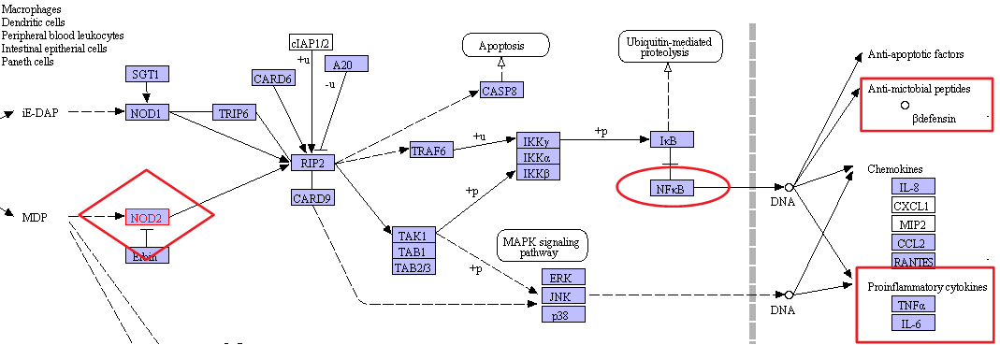 Macrophages
Dendritic cells
Peripheral blood leukocytes
Intestinal epitherial cells
Paneth cells
cIAP1/2
Apoptosis
Ubiquitin-mediated
proteolysis
Anti-apoptotic factors
SGT1
CARD6
+u
A20
-u
CASP8
Anti-mictobial peptides
βdefensin
iE-DAP
NOD1
TRIP6
RIP2
TRAF6
+u
IKKγ
IKKα
IKKβ
+p
IκB
NFκB
DNA
Chemokines
IL-8
CXCL1
MIP2
CCL2
RANTES
MDP
NOD2
Erbin
CARD9
+p
TAK1
TAB1
TAB2/3
+p
MAPK signaling
pathway
ERK
JNK
p38
DNA
Proinflammatory cytokines
TNFα
IL-6